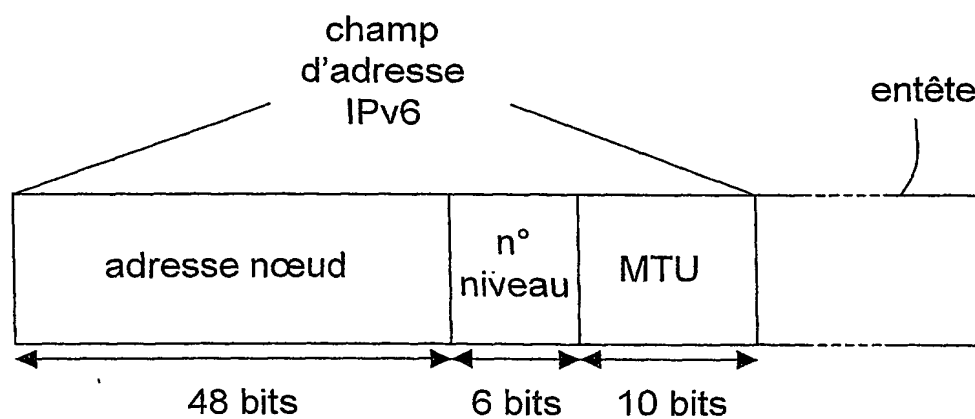 champ
d'adresse
IPv6
entête
adresse nœud
n°
niveau
MTU
48 bits
6 bits
10 bits